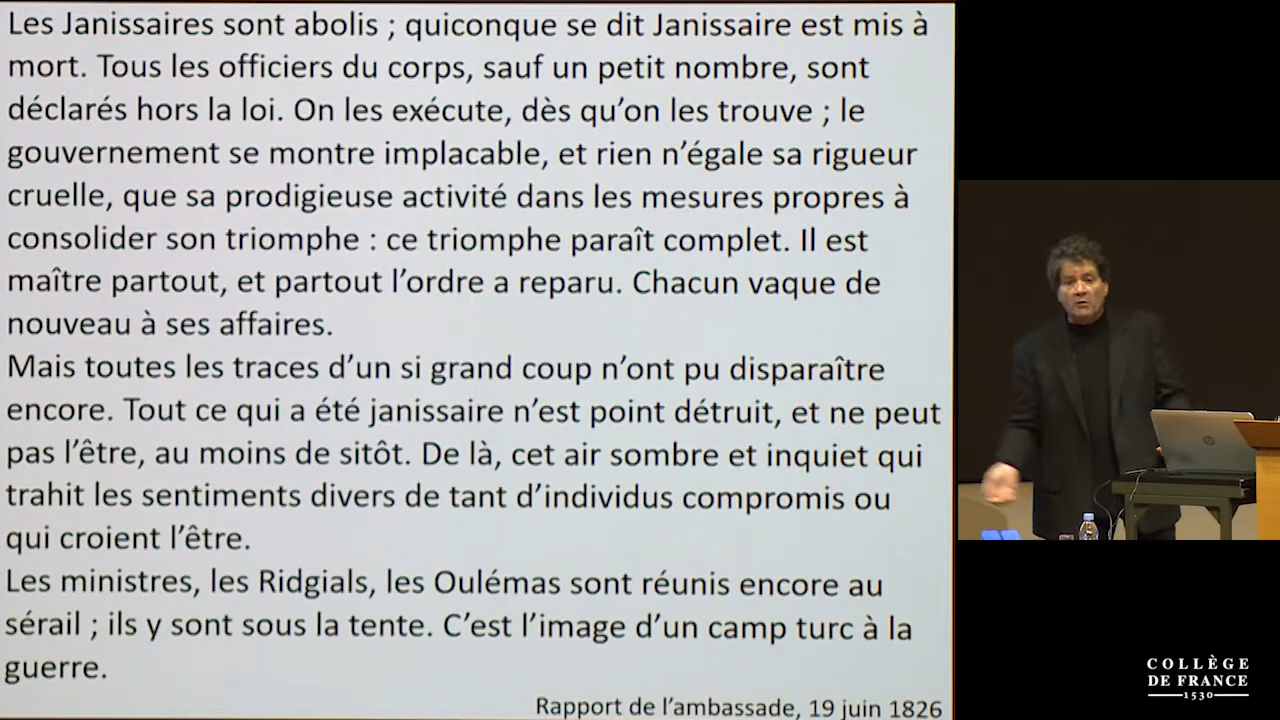 Les Janissaires sont abolis ; quiconque se dit Janissaire est mis à
mort. Tous les officiers du corps, sauf un petit nombre, sont
déclarés hors la loi. On les exécute, dès qu’on les trouve ; le
gouvernement se montre implacable, et rien n’égale sa rigueur
cruelle, que sa prodigieuse activité dans les mesures propres à
consolider son triomphe : ce triomphe paraît complet. Il est
maître partout, et partout l’ordre a reparu. Chacun vaque de
nouveau à ses affaires.
Mais toutes les traces d’un si grand coup n’ont pu disparaître
encore. Tout ce qui a été janissaire n’est point détruit, et ne peut
pas l’être, au moins de sitôt. De là, cet air sombre et inquiet qui
trahit les sentiments divers de tant d’individus compromis ou
qui croient l’être.
Les ministres, les Ridgials, les Oulémas sont réunis encore au
sérail ; ils y sont sous la tente. C’est l’image d’un camp turc à la
guerre.
Rapport de l’ambassade, 19 juin 1826
COLLÈGE
DE FRANCE
1530